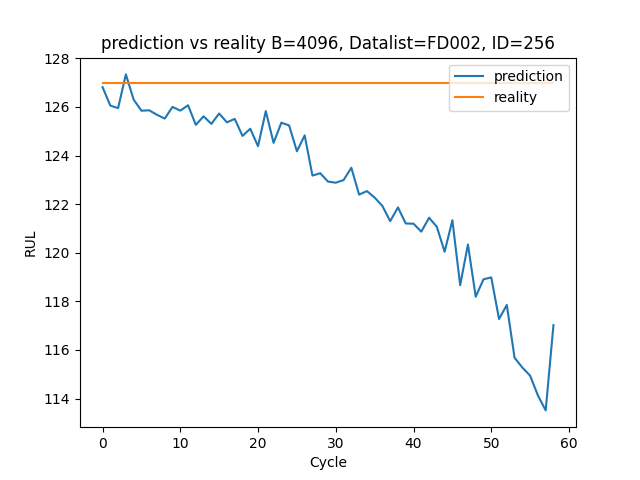 prediction vs reality B=4096, Datalist=FD002, ID=256
128
126
124
122
120
118
116
114
RUL
0 10 20 30 40 50 60
Cycle
prediction
reality